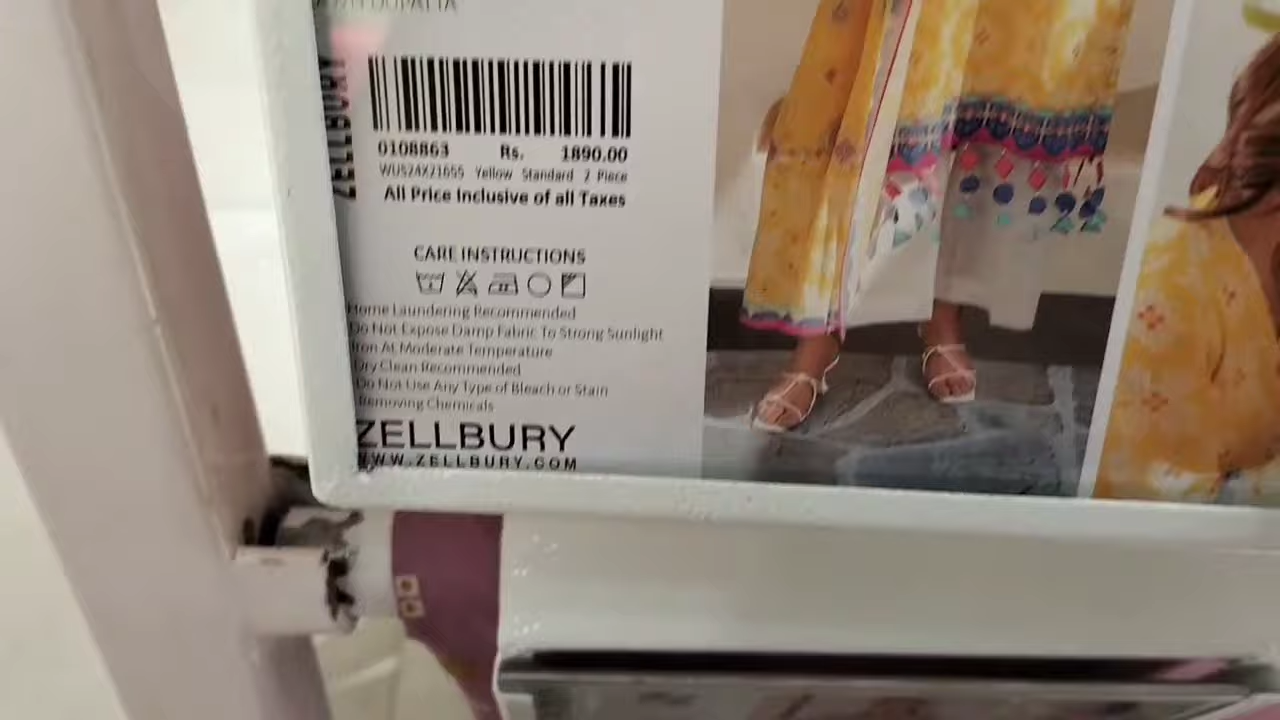 DUPATTA
ZELLBURY
0108863 Rs. 1890.00
WUS24X21655 Yellow Standard 2 Piece
All Price Inclusive of all Taxes
CARE INSTRUCTIONS
Home Laundering Recommended
Do Not Expose Damp Fabric To Strong Sunlight
Iron At Moderate Temperature
Dry Clean Recommended
Do Not Use Any Type of Bleach or Stain
Removing Chemicals
ZELLBURY
WWW.ZELLBURY.COM